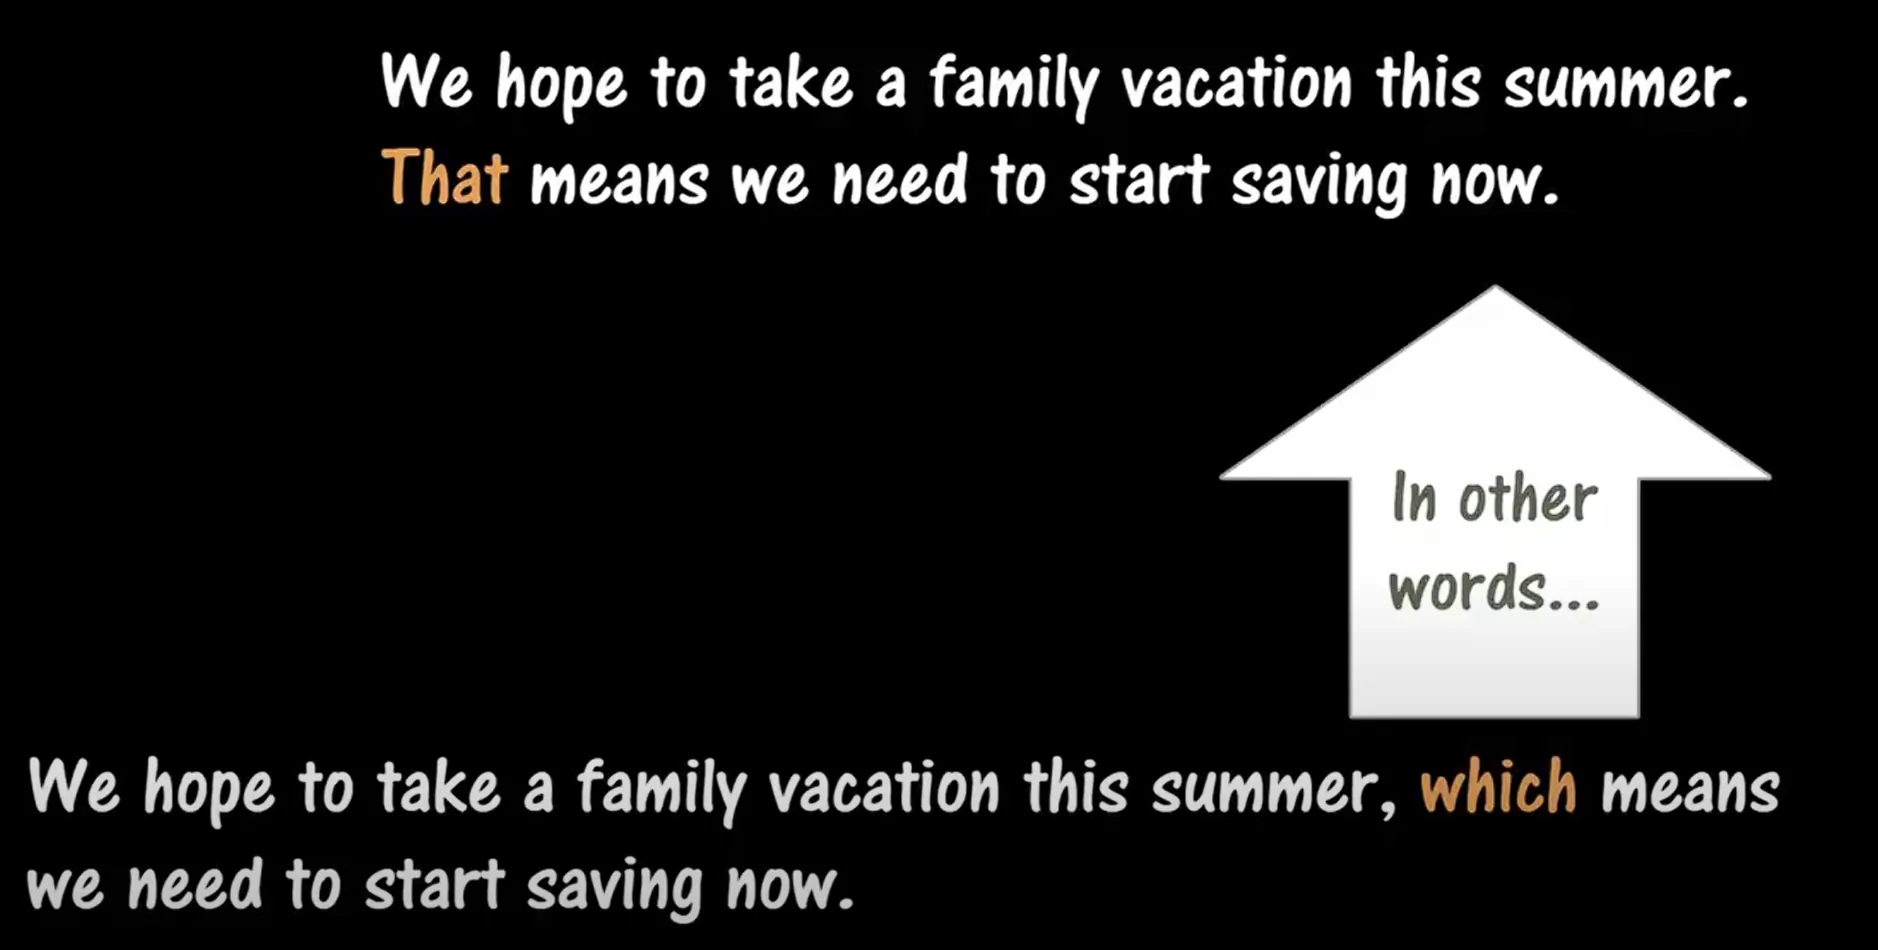 We hope to take a family vacation this summer.
That means we need to start saving now.
In other
words...
We hope to take a family vacation this summer, which means
we need to start saving now.